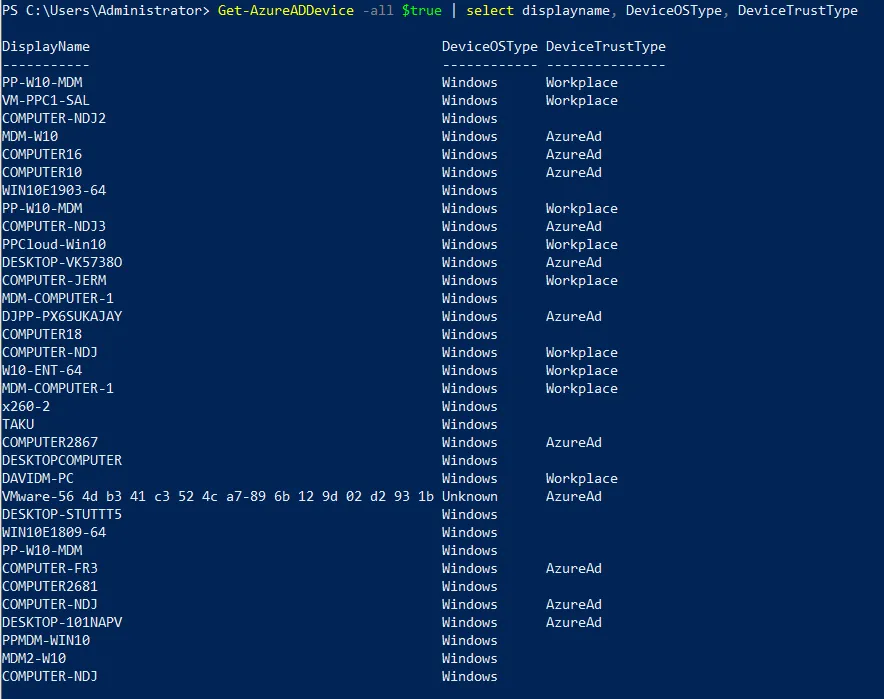 PS C:\Users\Administrator> Get-AzureADDevice -all $true | select displayname, DeviceOSType, DeviceTrustType
DisplayName DeviceOSType DeviceTrustType
----------- ------------ ---------------
PP-W10-MDM Windows Workplace
VM-PPC1-SAL Windows Workplace
COMPUTER-NDJ2 Windows
MDM-W10 Windows AzureAd
COMPUTER16 Windows AzureAd
COMPUTER10 Windows AzureAd
WIN10E1903-64 Windows
PP-W10-MDM Windows Workplace
COMPUTER-NDJ3 Windows AzureAd
PPCloud-Win10 Windows Workplace
DESKTOP-VK5738O Windows AzureAd
COMPUTER-JERM Windows Workplace
MDM-COMPUTER-1 Windows
DJPP-PX6SUKAJAY Windows AzureAd
COMPUTER18 Windows
COMPUTER-NDJ Windows Workplace
W10-ENT-64 Windows Workplace
MDM-COMPUTER-1 Windows Workplace
x260-2 Windows
TAKU Windows
COMPUTER2867 Windows AzureAd
DESKTOPCOMPUTER Windows
DAVIDM-PC Windows Workplace
VMware-56 4d b3 41 c3 52 4c a7-89 6b 12 9d 02 d2 93 1b Unknown AzureAd
DESKTOP-STUTTT5 Windows
WIN10E1809-64 Windows
PP-W10-MDM Windows
COMPUTER-FR3 Windows AzureAd
COMPUTER2681 Windows
COMPUTER-NDJ Windows AzureAd
DESKTOP-101NAPV Windows AzureAd
PPMDM-WIN10 Windows
MDM2-W10 Windows
COMPUTER-NDJ Windows